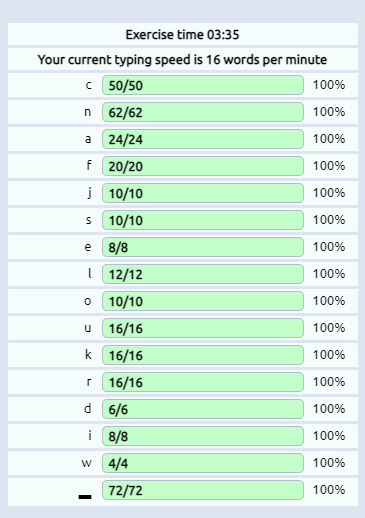 Exercise time 03:35
Your current typing speed is 16 words per minute
c 50/50 100%
n 62/62 100%
a 24/24 100%
f 20/20 100%
j 10/10 100%
s 10/10 100%
e 8/8 100%
l 12/12 100%
o 10/10 100%
u 16/16 100%
k 16/16 100%
r 16/16 100%
d 6/6 100%
i 8/8 100%
w 4/4 100%
▂ 72/72 100%